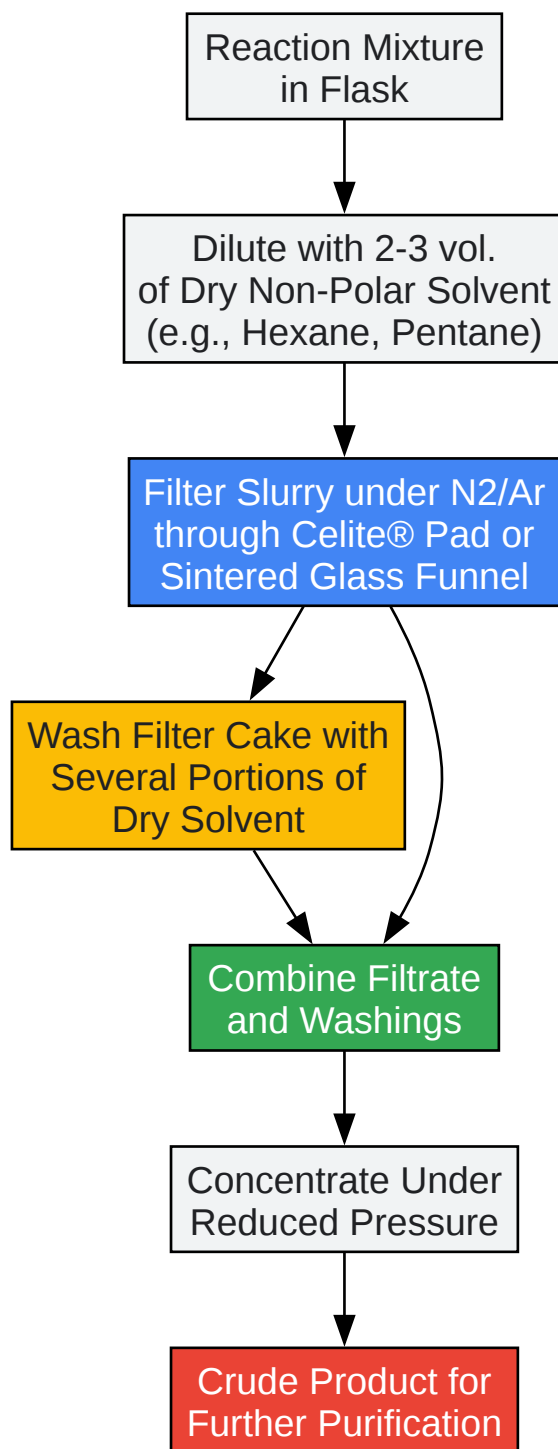 Reaction Mixture
in Flask
Dilute with 2-3 vol.
of Dry Non-Polar Solvent
(e.g., Hexane, Pentane)
Filter Slurry under N2/Ar
through Celite® Pad or
Sintered Glass Funnel
Wash Filter Cake with
Several Portions of
Dry Solvent
Combine Filtrate
and Washings
Concentrate Under
Reduced Pressure
Crude Product for
Further Purification